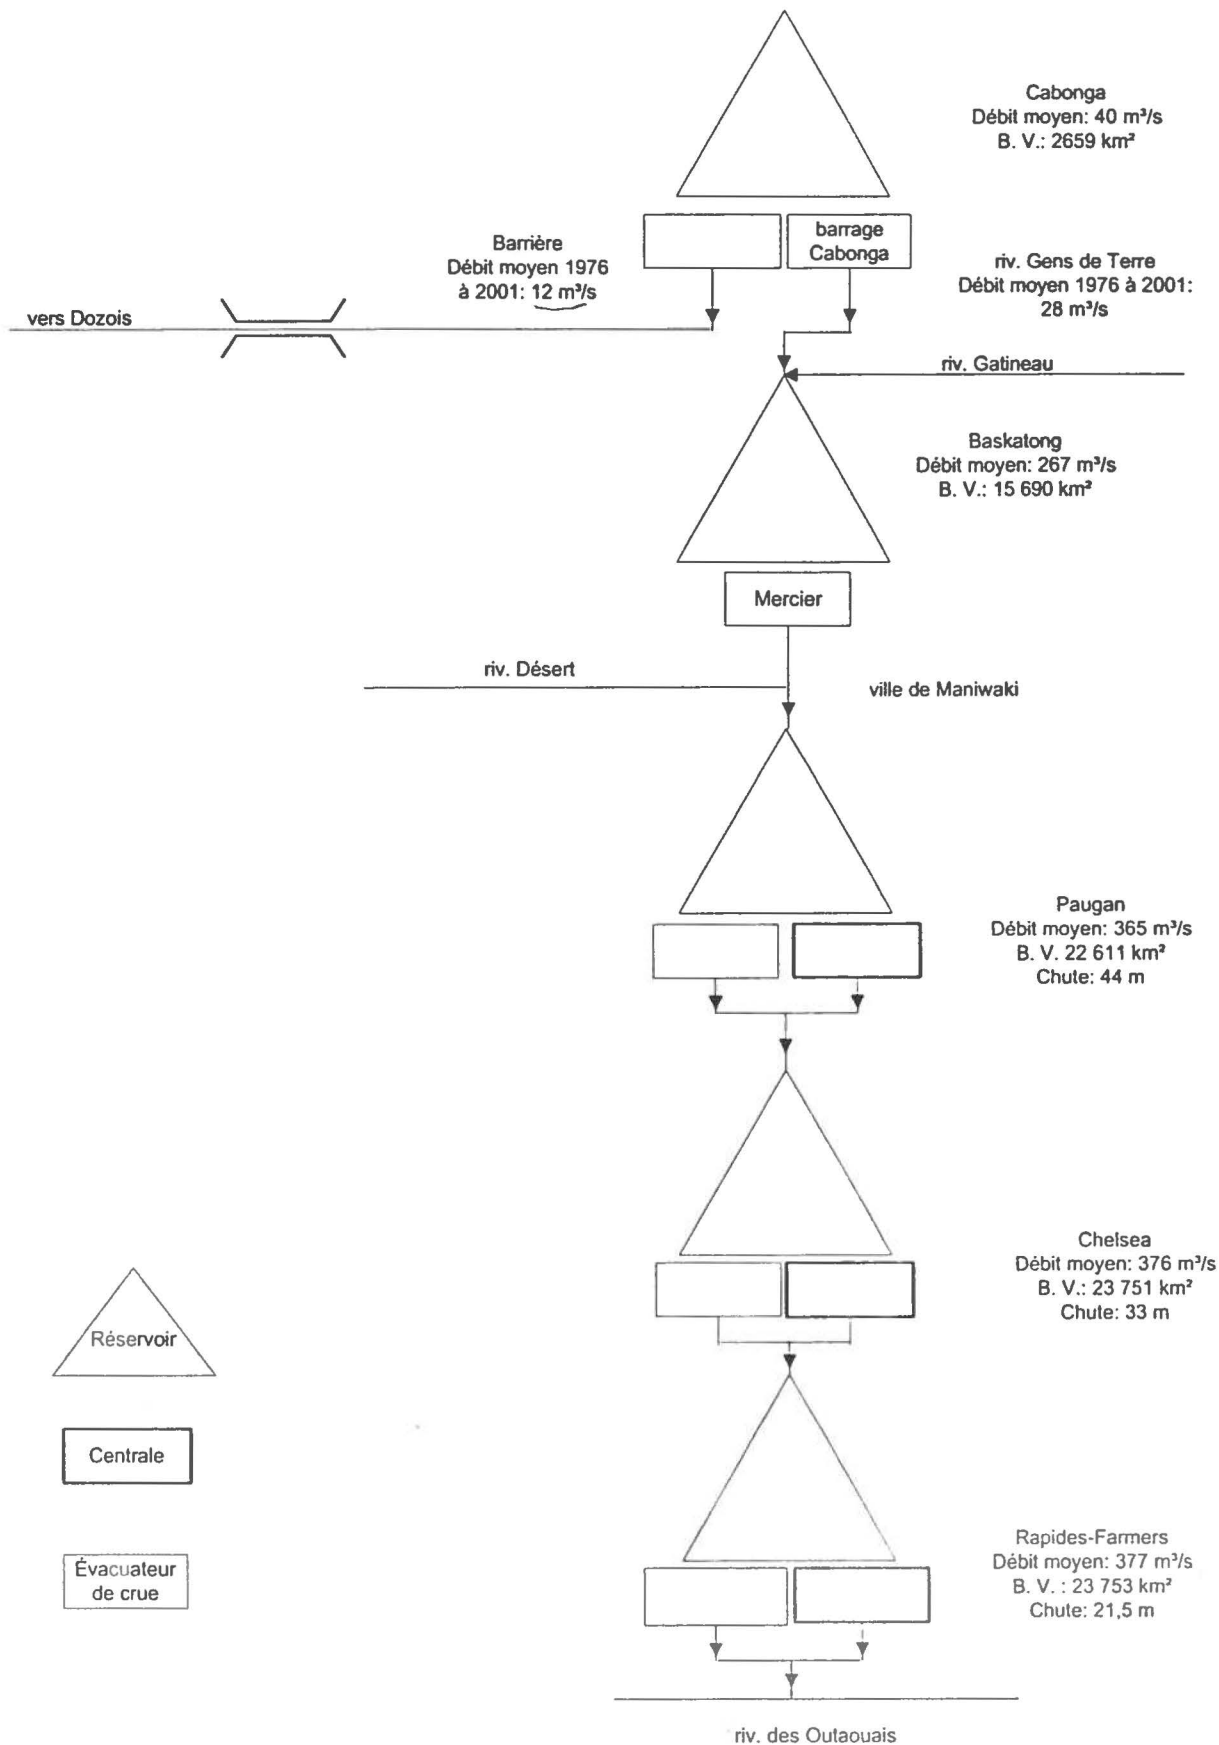 Cabonga
Débit moyen: 40 m³/s
B. V.: 2659 km²
barrage
Cabonga
Barrière
Débit moyen 1976
à 2001: 12 m³/s
riv. Gens de Terre
Débit moyen 1976 à 2001:
28 m³/s
vers Dozois
riv. Gatineau
Baskatong
Débit moyen: 267 m³/s
B. V.: 15 690 km²
Mercier
riv. Désert
ville de Maniwaki
Paugan
Débit moyen: 365 m³/s
B. V. 22 611 km²
Chute: 44 m
Chelsea
Débit moyen: 376 m³/s
B. V.: 23 751 km²
Chute: 33 m
Réservoir
Centrale
Évacuateur
de crue
Rapides-Farmers
Débit moyen: 377 m³/s
B. V. : 23 753 km²
Chute: 21,5 m
riv. des Outaouais